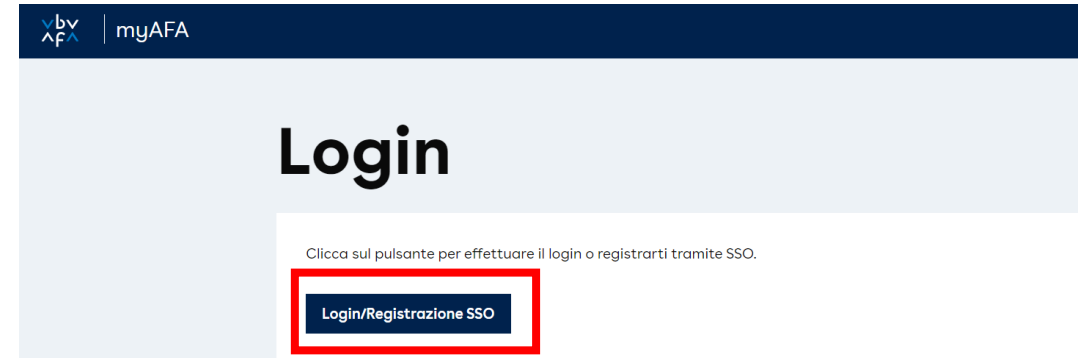 vbv
AFA
myAFA
Login
Clicca sul pulsante per effettuare il login o registrarti tramite SSO.
Login/Registrazione SSO